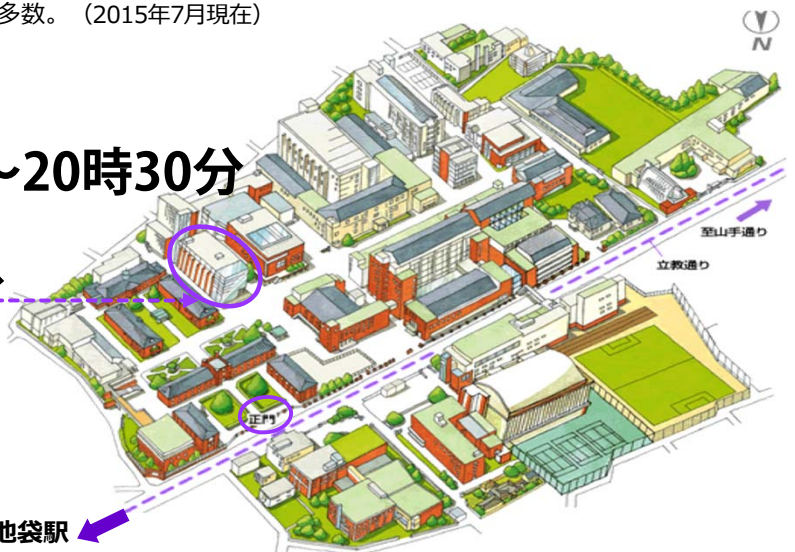 多数。（2015年7月現在）
N
～20時30分
至山手通り
立教通り
正門
池袋駅